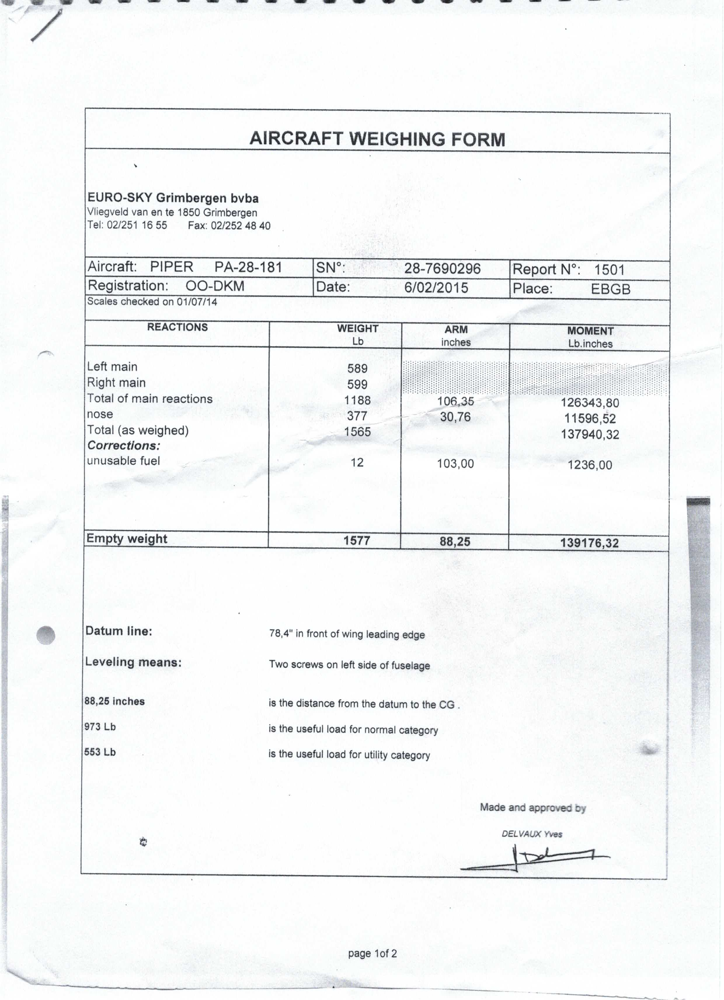 AIRCRAFT WEIGHING FORM
EURO-SKY Grimbergen bvba
Vliegveld van en te 1850 Grimbergen
Tel: 02/251 16 55 Fax: 02/252 48 40
Aircraft: PIPER PA-28-181 SN°: 28-7690296 Report N°: 1501
Registration: OO-DKM Date: 6/02/2015 Place: EBGB
Scales checked on 01/07/14
REACTIONS WEIGHT ARM MOMENT
Lb inches Lb.inches
Left main 589
Right main 599
Total of main reactions 1188 106,35 126343,80
nose 377 30,76 11596,52
Total (as weighed) 1565 137940,32
Corrections:
unusable fuel 12 103,00 1236,00
Empty weight 1577 88,25 139176,32
Datum line: 78,4" in front of wing leading edge
Leveling means: Two screws on left side of fuselage
88,25 inches is the distance from the datum to the CG .
973 Lb is the useful load for normal category
553 Lb is the useful load for utility category
Made and approved by
DELVAUX Yves
page 1of 2